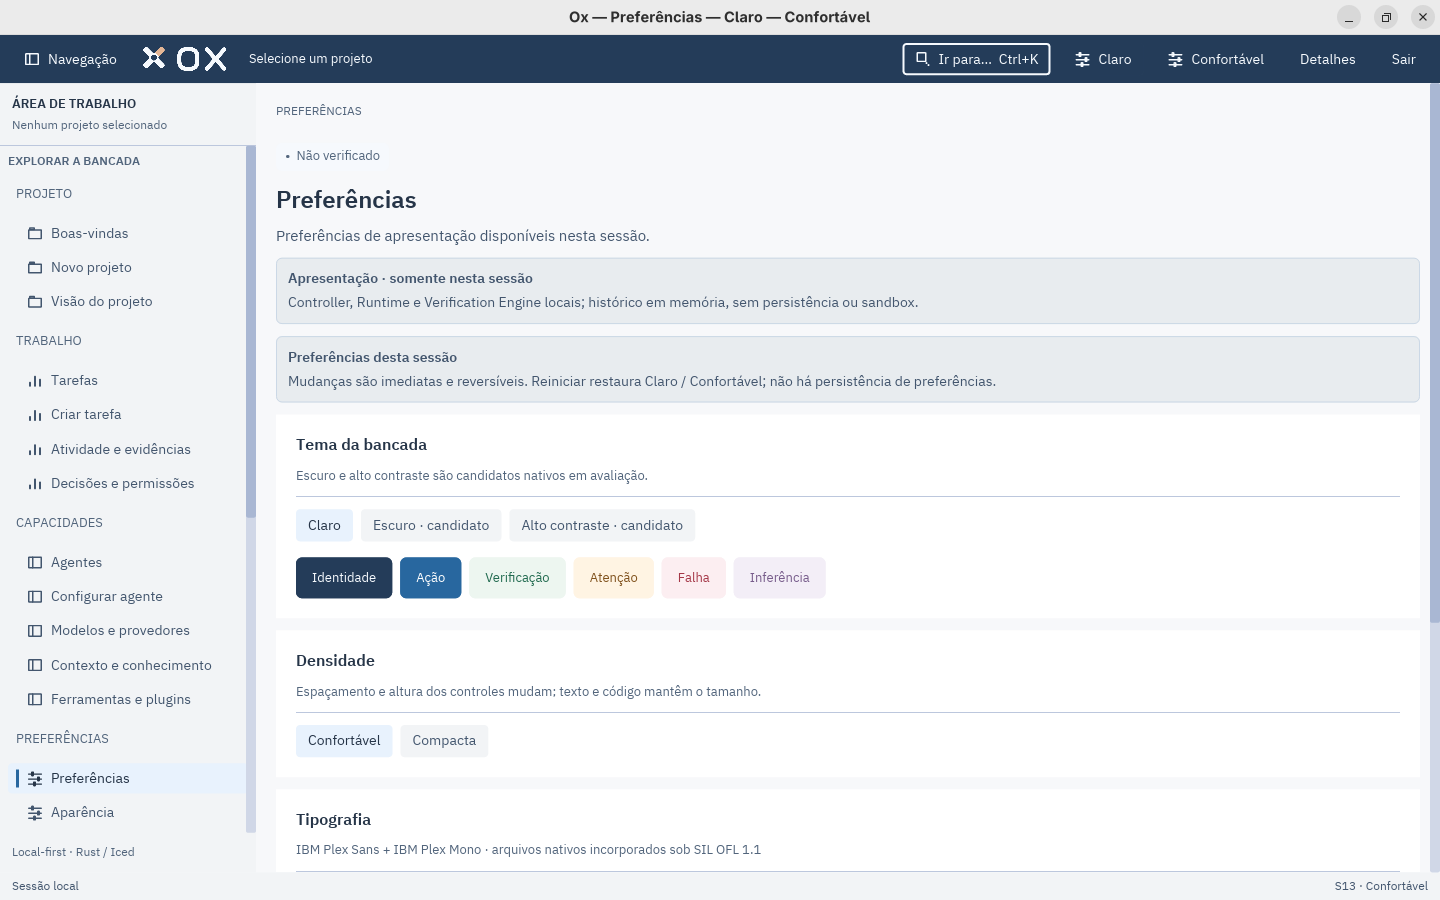 Ox — Preferências — Claro — Confortável
Navegação
OX
Selecione um projeto
Ir para... Ctrl+K
Claro
Confortável
Detalhes
Sair
ÁREA DE TRABALHO
Nenhum projeto selecionado
EXPLORAR A BANCADA
PROJETO
Boas-vindas
Novo projeto
Visão do projeto
TRABALHO
Tarefas
Criar tarefa
Atividade e evidências
Decisões e permissões
CAPACIDADES
Agentes
Configurar agente
Modelos e provedores
Contexto e conhecimento
Ferramentas e plugins
PREFERÊNCIAS
Preferências
Aparência
Local-first · Rust / Iced
PREFERÊNCIAS
• Não verificado
Preferências
Preferências de apresentação disponíveis nesta sessão.
Apresentação · somente nesta sessão
Controller, Runtime e Verification Engine locais; histórico em memória, sem persistência ou sandbox.
Preferências desta sessão
Mudanças são imediatas e reversíveis. Reiniciar restaura Claro / Confortável; não há persistência de preferências.
Tema da bancada
Escuro e alto contraste são candidatos nativos em avaliação.
Claro
Escuro · candidato
Alto contraste · candidato
Identidade
Ação
Verificação
Atenção
Falha
Inferência
Densidade
Espaçamento e altura dos controles mudam; texto e código mantêm o tamanho.
Confortável
Compacta
Tipografia
IBM Plex Sans + IBM Plex Mono · arquivos nativos incorporados sob SIL OFL 1.1
Sessão local
S13 · Confortável